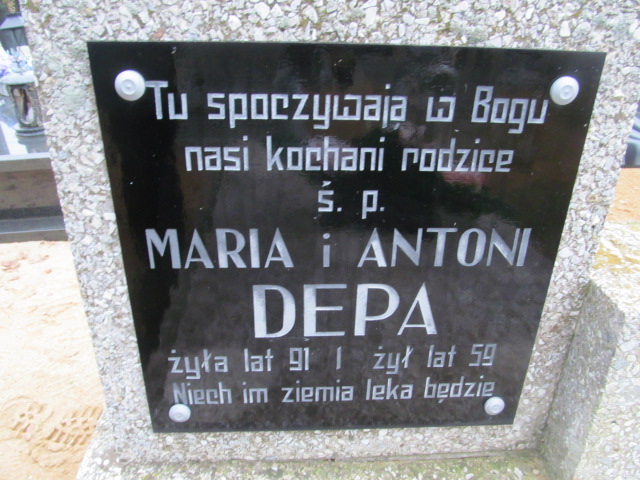 Tu spoczywają w Bogu
nasi kochani rodzice
ś. p.
MARIA i ANTONI
DEPA
żyła lat 91 i żył lat 59
Niech im ziemia leka będzie